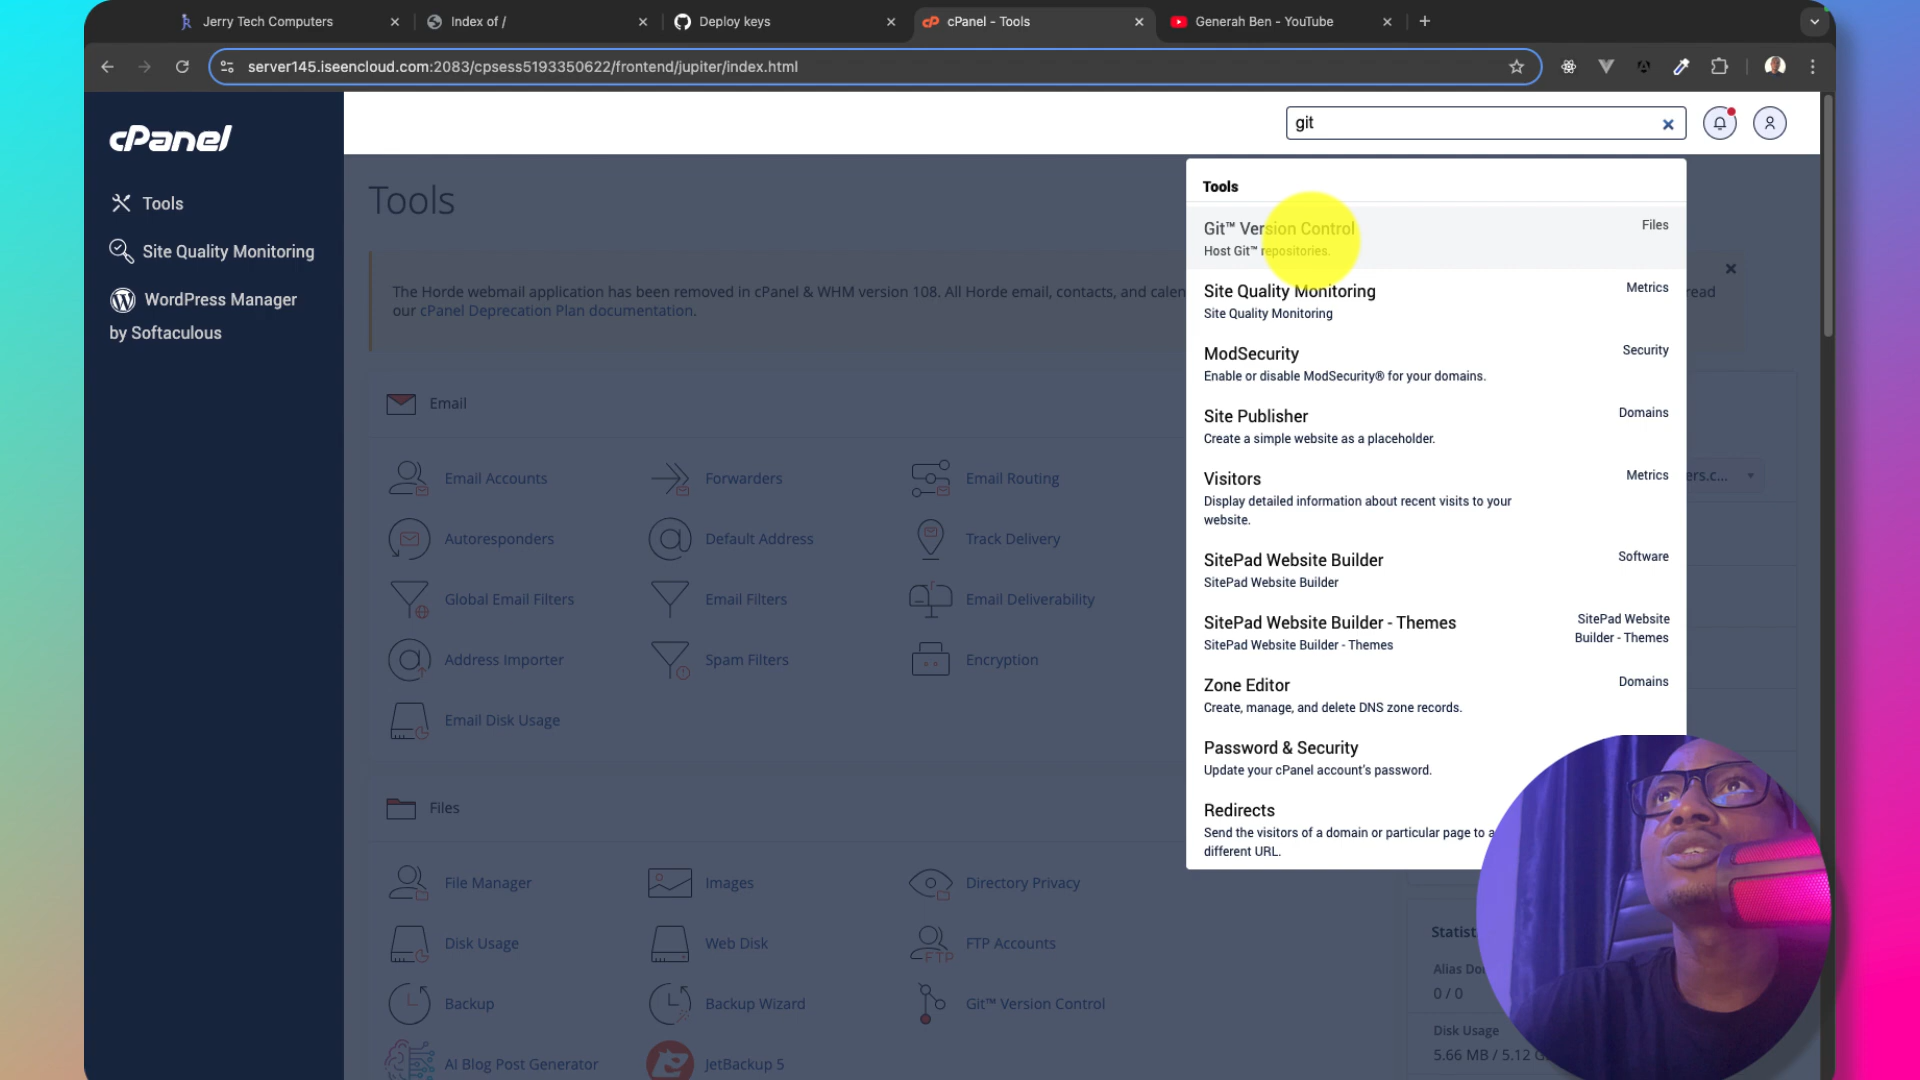 Jerry Tech Computers
Index of /
Deploy keys
cPanel - Tools
Generah Ben - YouTube
server145.iseencloud.com:2083/cpsess5193350622/frontend/jupiter/index.html
cPanel
git
Tools
Site Quality Monitoring
WordPress Manager
by Softaculous
Tools
The Horde webmail application has been removed in cPanel & WHM version 108. All Horde email, contacts, and calen
read
our cPanel Deprecation Plan documentation.
Email
Email Accounts
Forwarders
Email Routing
Autoresponders
Default Address
Track Delivery
Global Email Filters
Email Filters
Email Deliverability
Address Importer
Spam Filters
Encryption
Email Disk Usage
Files
File Manager
Images
Directory Privacy
Disk Usage
Web Disk
FTP Accounts
Backup
Backup Wizard
Git™ Version Control
AI Blog Post Generator
JetBackup 5
Tools
Git™ Version Control
Files
Host Git™ repositories.
Site Quality Monitoring
Metrics
Site Quality Monitoring
ModSecurity
Security
Enable or disable ModSecurity® for your domains.
Site Publisher
Domains
Create a simple website as a placeholder.
Visitors
Metrics
Display detailed information about recent visits to your
website.
SitePad Website Builder
Software
SitePad Website Builder
SitePad Website Builder - Themes
SitePad Website
Builder - Themes
SitePad Website Builder - Themes
Zone Editor
Domains
Create, manage, and delete DNS zone records.
Password & Security
Update your cPanel account's password.
Redirects
Send the visitors of a domain or particular page to a
different URL.
ers.c...
Statist
Alias Do
0 / 0
Disk Usage
5.66 MB / 5.12 G